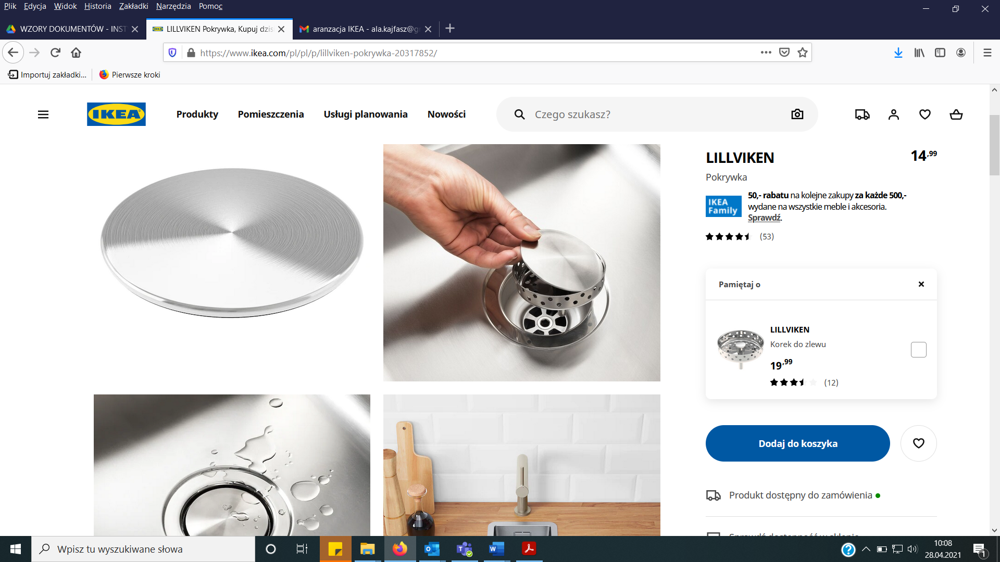 Plik Edycja Widok Historia Zakładki Narzędzia Pomoc
WZORY DOKUMENTÓW - INST
LILLVIKEN Pokrywka, Kupuj dzis
aranzacja IKEA - ala.kajfasz@g
https://www.ikea.com/pl/pl/p/lillviken-pokrywka-20317852/
Importuj zakładki...
Pierwsze kroki
IKEA
Produkty Pomieszczenia Usługi planowania Nowości
Czego szukasz?
LILLVIKEN
14,99
Pokrywka
IKEA
Family
50,- rabatu na kolejne zakupy za każde 500,-
wydane na wszystkie meble i akcesoria.
Sprawdź.
(53)
Pamiętaj o
LILLVIKEN
Korek do zlewu
19,99
(12)
Dodaj do koszyka
Produkt dostępny do zamówienia
Sprawdź dostępność w sklepie
Wpisz tu wyszukiwane słowa
10:08
28.04.2021
1